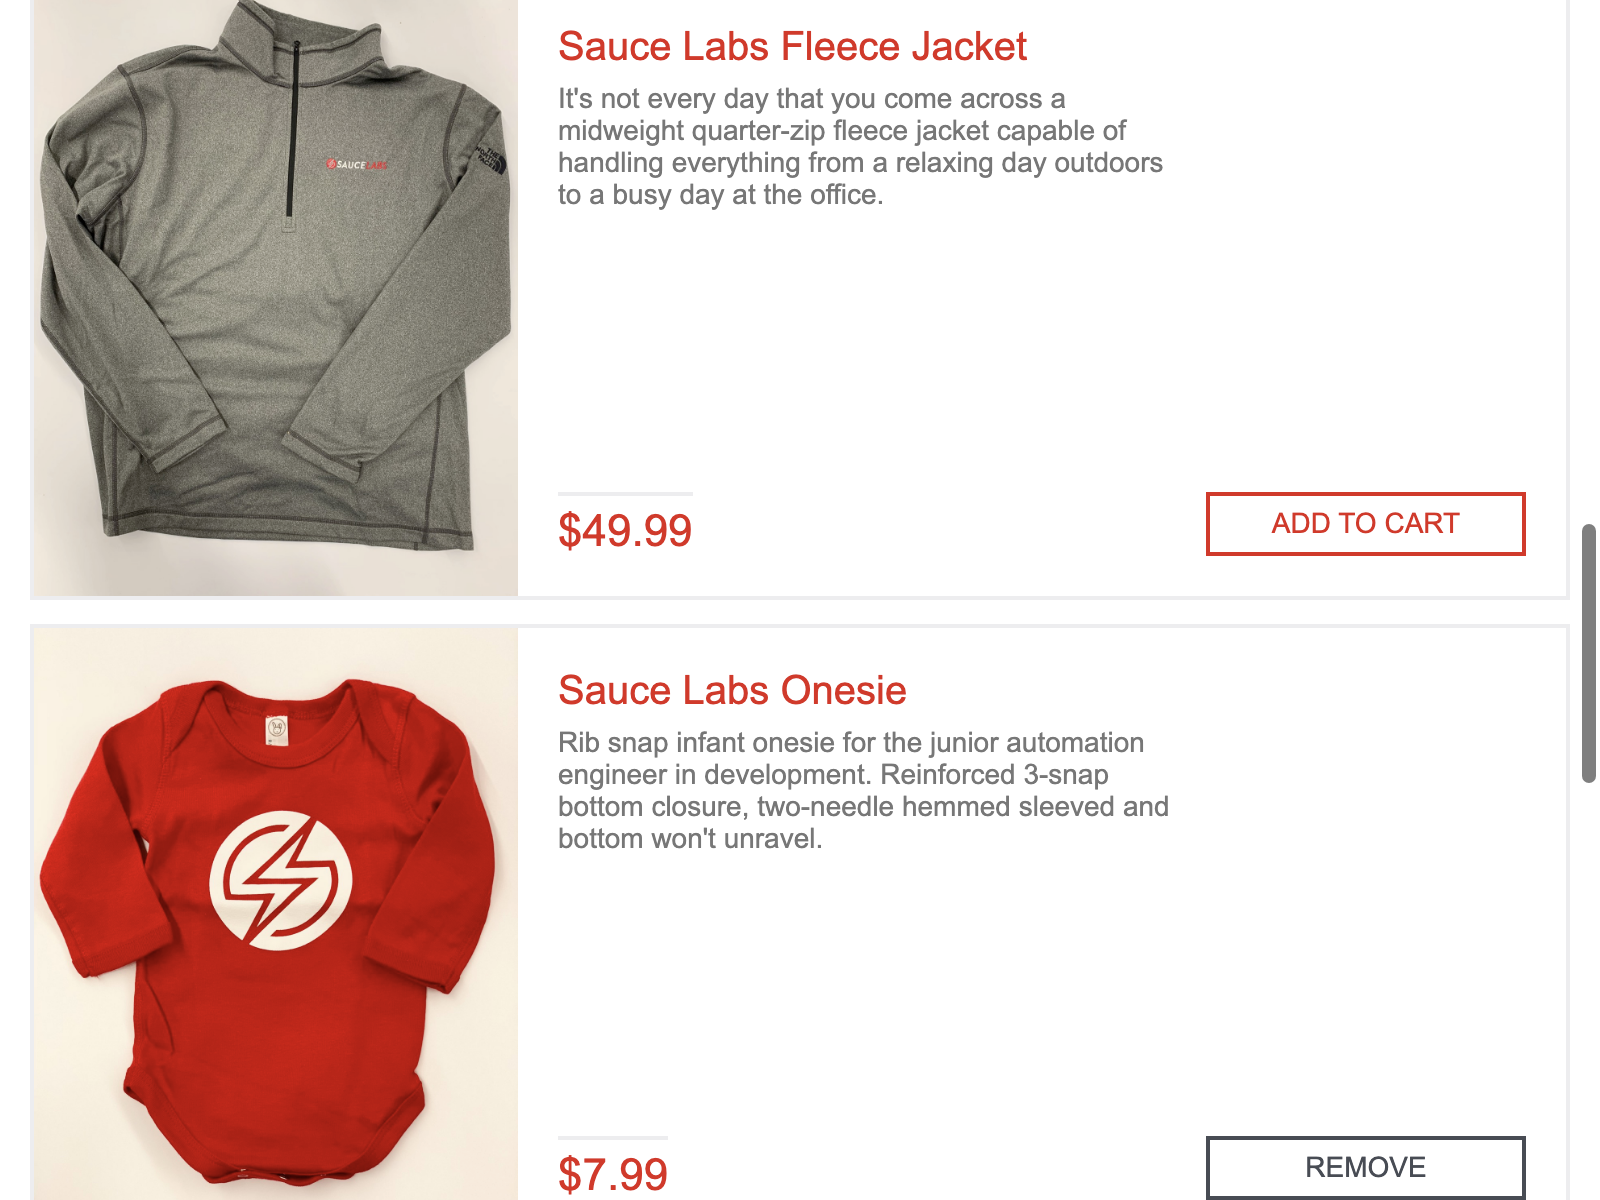 Sauce Labs Fleece Jacket
It's not every day that you come across a
midweight quarter-zip fleece jacket capable of
handling everything from a relaxing day outdoors
to a busy day at the office.
SAUCE LABS
THE
NORTH
FACE
$49.99
ADD TO CART
Sauce Labs Onesie
Rib snap infant onesie for the junior automation
engineer in development. Reinforced 3-snap
bottom closure, two-needle hemmed sleeved and
bottom won't unravel.
$7.99
REMOVE